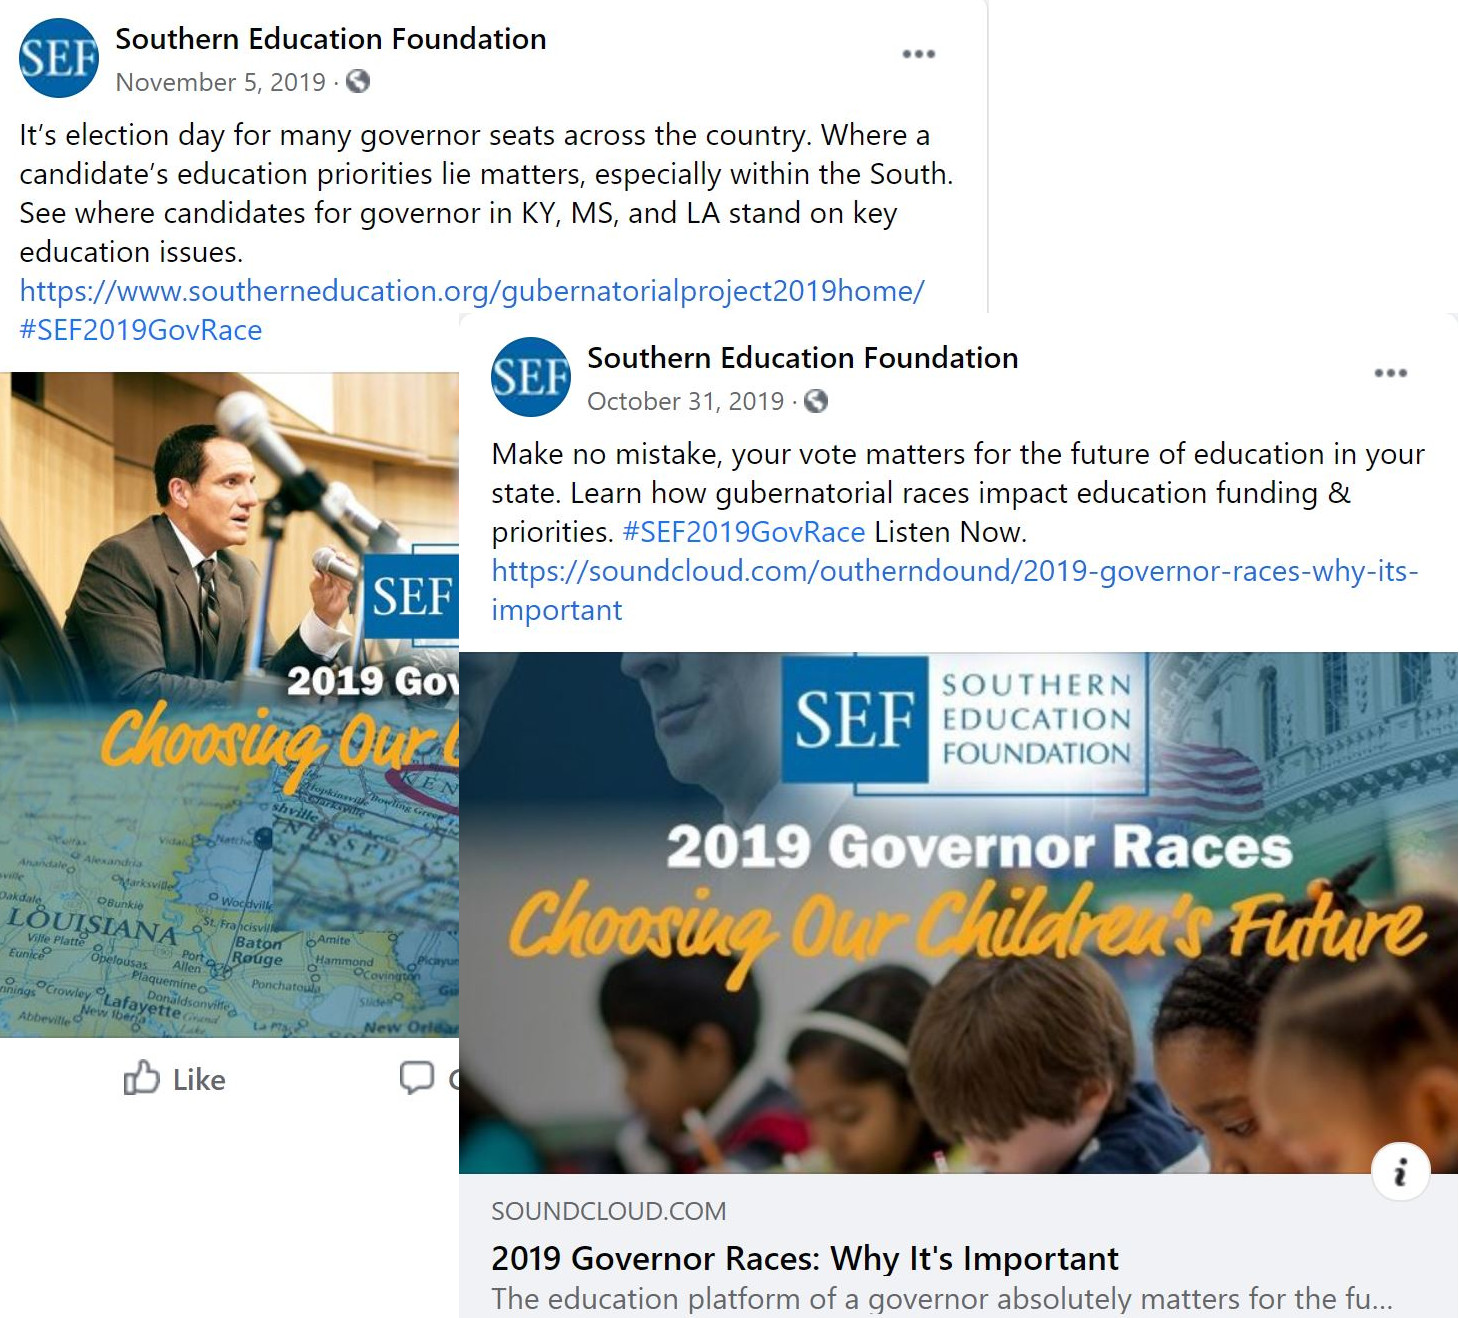 SEF
Southern Education Foundation
November 5, 2019 ·
It’s election day for many governor seats across the country. Where a
candidate’s education priorities lie matters, especially within the South.
See where candidates for governor in KY, MS, and LA stand on key
education issues.
https://www.southerneducation.org/gubernatorialproject2019home/
#SEF2019GovRace
SEF
2019 Gov
Choosing Our
KEN
Hopkinsville
Bowling Green
Clarksville
shville
Natche
Vidalia
Alexandria
Anandale
Marksville
Oakdale
Bunkie
Woodvill
LOUISIANA
St. Francisville
Ville Platte
Baton
Rouge
Amite
Eunice
Opelousas
Port
Allen
Hammond
Picayun
Covington
Plaquemine
Ponchatoula
Crowley
Lafayette
Donaldsonville
Slidell
Abbeville
New Iberia
Grand
Lake
La Pla
New Orlea
Like
SEF
Southern Education Foundation
October 31, 2019 ·
Make no mistake, your vote matters for the future of education in your
state. Learn how gubernatorial races impact education funding &
priorities. #SEF2019GovRace Listen Now.
https://soundcloud.com/outherndound/2019-governor-races-why-its-
important
SEF
SOUTHERN
EDUCATION
FOUNDATION
2019 Governor Races
Choosing Our Children's Future
SOUNDCLOUD.COM
2019 Governor Races: Why It's Important
The education platform of a governor absolutely matters for the fu...